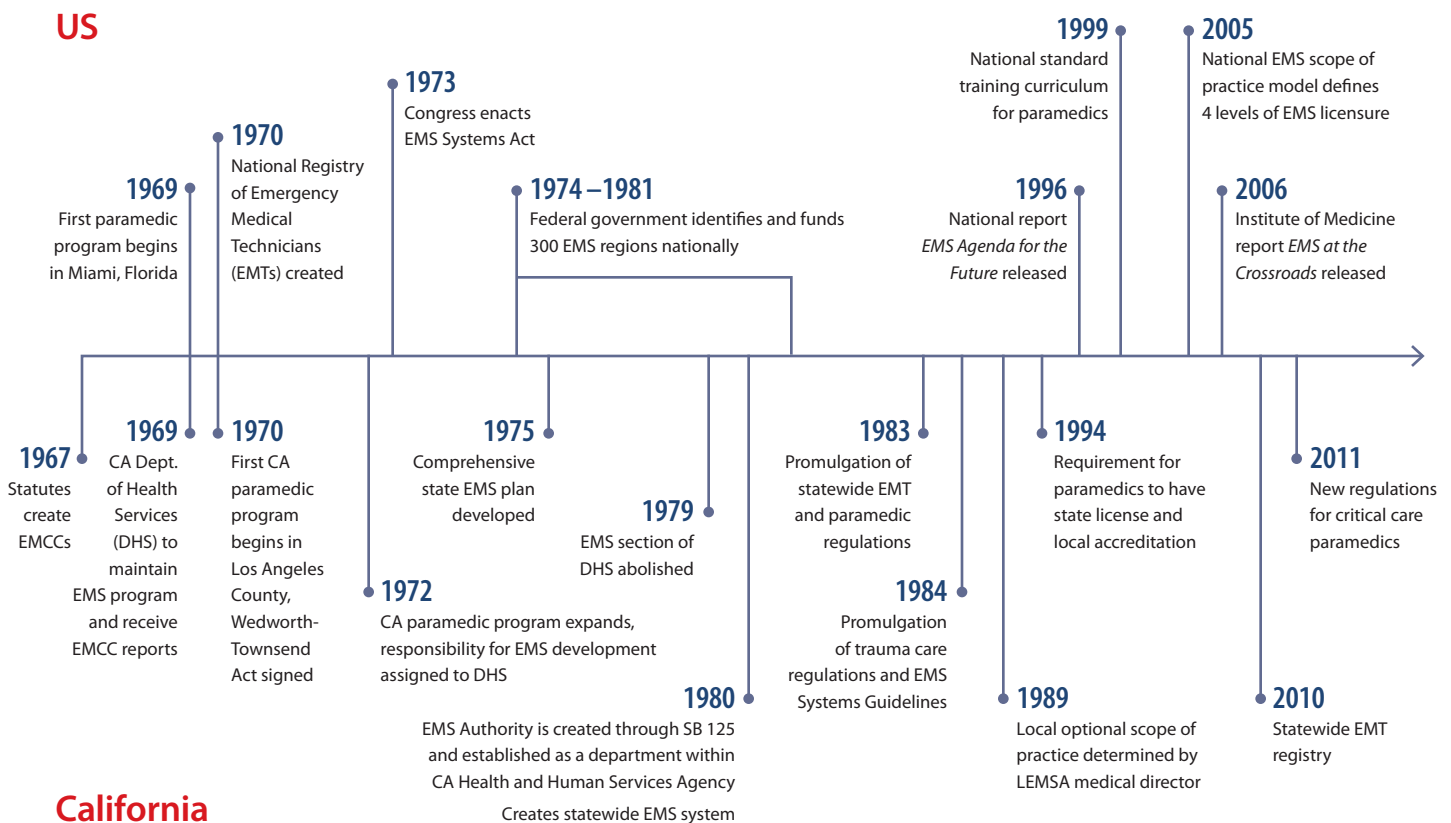 US
1969
First paramedic
program begins
in Miami, Florida
1970
National Registry
of Emergency
Medical
Technicians
(EMTs) created
1973
Congress enacts
EMS Systems Act
1974 –1981
Federal government identifies and funds
300 EMS regions nationally
1996
National report
EMS Agenda for the
Future released
1999
National standard
training curriculum
for paramedics
2005
National EMS scope of
practice model defines
4 levels of EMS licensure
2006
Institute of Medicine
report EMS at the
Crossroads released
1967
Statutes
create
EMCCs
1969
CA Dept.
of Health
Services
(DHS) to
maintain
EMS program
and receive
EMCC reports
1970
First CA
paramedic
program
begins in
Los Angeles
County,
Wedworth-
Townsend
Act signed
1972
CA paramedic program expands,
responsibility for EMS development
assigned to DHS
1975
Comprehensive
state EMS plan
developed
1979
EMS section of
DHS abolished
1980
EMS Authority is created through SB 125
and established as a department within
CA Health and Human Services Agency
Creates statewide EMS system
1983
Promulgation of
statewide EMT
and paramedic
regulations
1984
Promulgation
of trauma care
regulations and EMS
Systems Guidelines
1989
Local optional scope of
practice determined by
LEMSA medical director
1994
Requirement for
paramedics to have
state license and
local accreditation
2010
Statewide EMT
registry
2011
New regulations
for critical care
paramedics
California